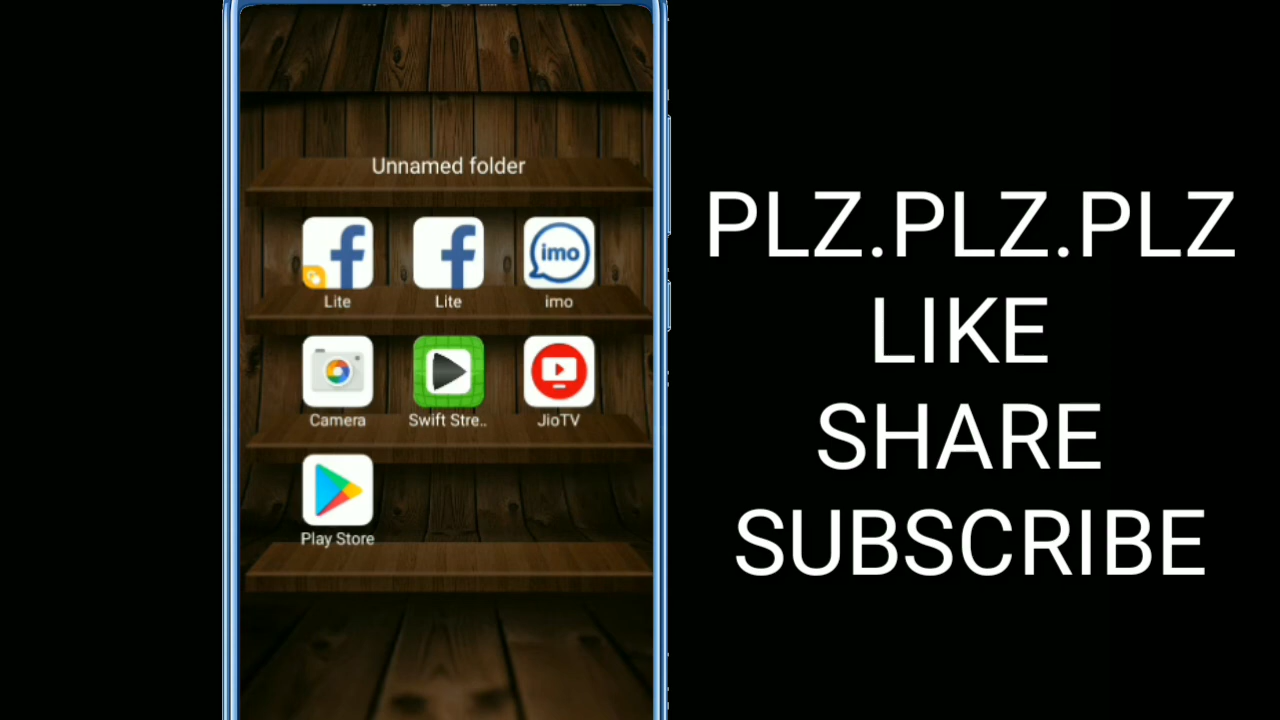 Unnamed folder
imo
Lite
Lite
imo
Camera
Swift Stre..
JioTV
Play Store
PLZ.PLZ.PLZ
LIKE
SHARE
SUBSCRIBE